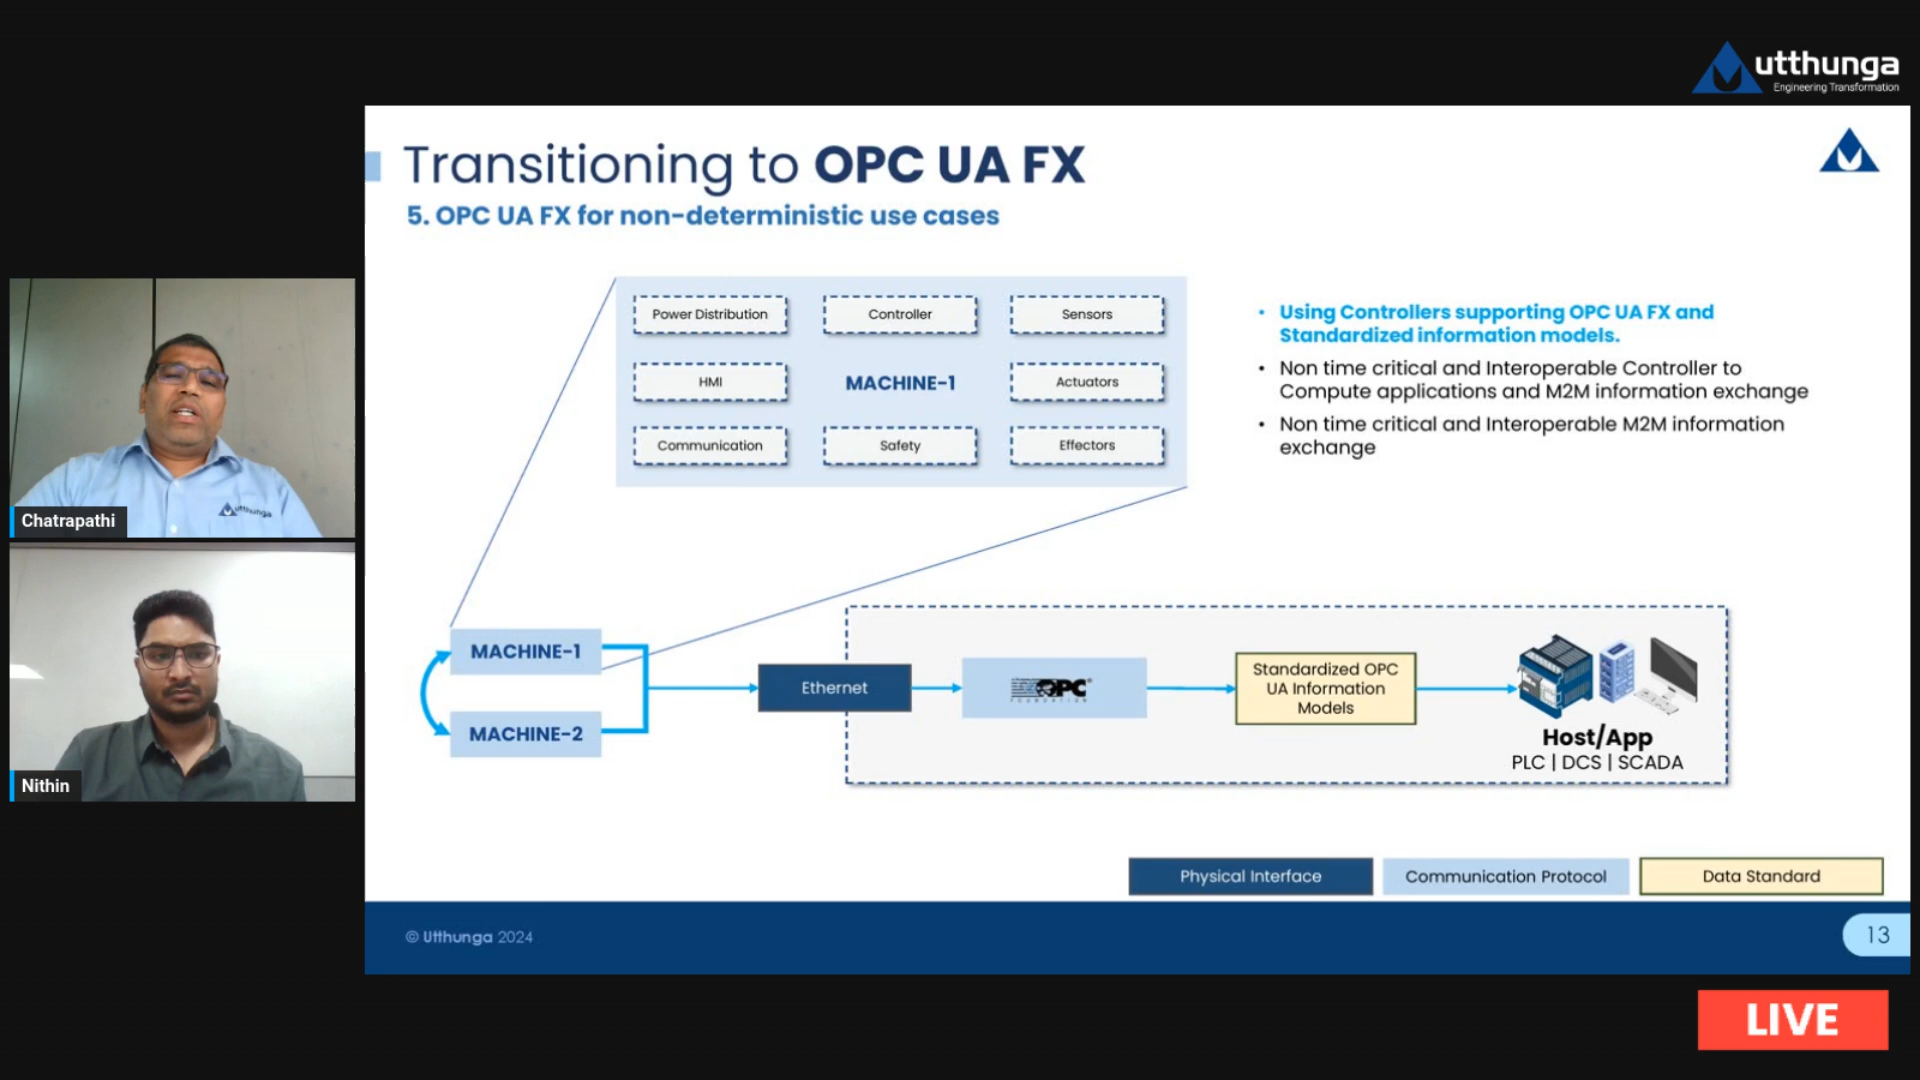 utthunga
Engineering Transformation
Transitioning to OPC UA FX
5. OPC UA FX for non-deterministic use cases
Power Distribution
Controller
Sensors
HMI
MACHINE-1
Actuators
Communication
Safety
Effectors
• Using Controllers supporting OPC UA FX and
Standardized information models.
• Non time critical and Interoperable Controller to
Compute applications and M2M information exchange
• Non time critical and Interoperable M2M information
exchange
utthunga
Chatrapathi
Nithin
MACHINE-1
MACHINE-2
Ethernet
OPC
FOUNDATION
Standardized OPC
UA Information
Models
Host/App
PLC | DCS | SCADA
Physical Interface
Communication Protocol
Data Standard
© Utthunga 2024
13
LIVE